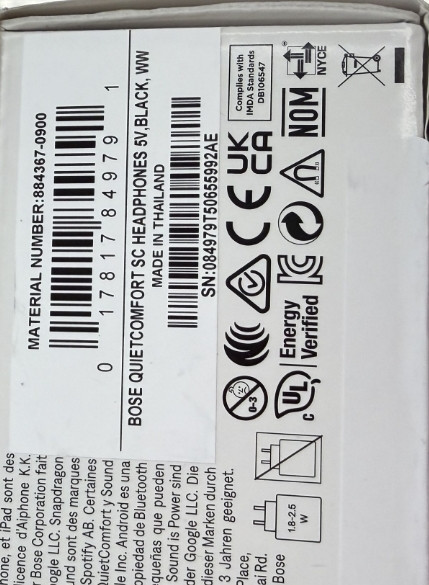 MATERIAL NUMBER:884367-0900
0 17817 84979 1
BOSE QUIETCOMFORT SC HEADPHONES 5V,BLACK, WW
MADE IN THAILAND
SN:084979T50655992AE
Complies with
IMDA Standards
DB106547
NYCE
UK
CA
CE
NOM
0-3
c UL
Energy
Verified
1.8-2.5
W
hone, et iPad sont des
licence d'Aiphone K.K.
r Bose Corporation fait
ogle LLC. Snapdragon
und sont des marques
Spotify AB. Certaines
QuietComfort y Sound
le Inc. Android es una
opiedad de Bluetooth
queñas que pueden
Sound is Power sind
der Google LLC. Die
dieser Marken durch
3 Jahren geeignet.
Place,
ai Rd.
Bose